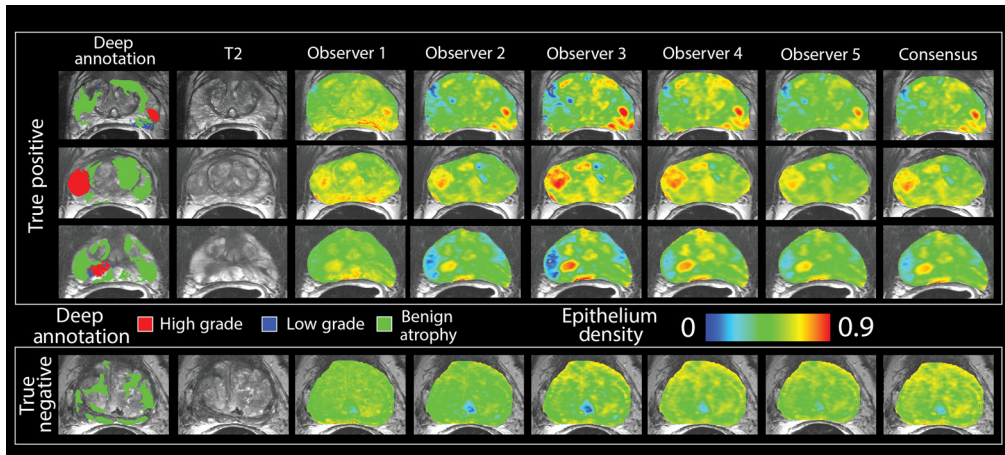 Deep
annotation
T2
Observer 1
Observer 2
Observer 3
Observer 4
Observer 5
Consensus
True positive
Deep
annotation
High grade
Low grade
Benign
atrophy
Epithelium
density
0
0.9
True
negative